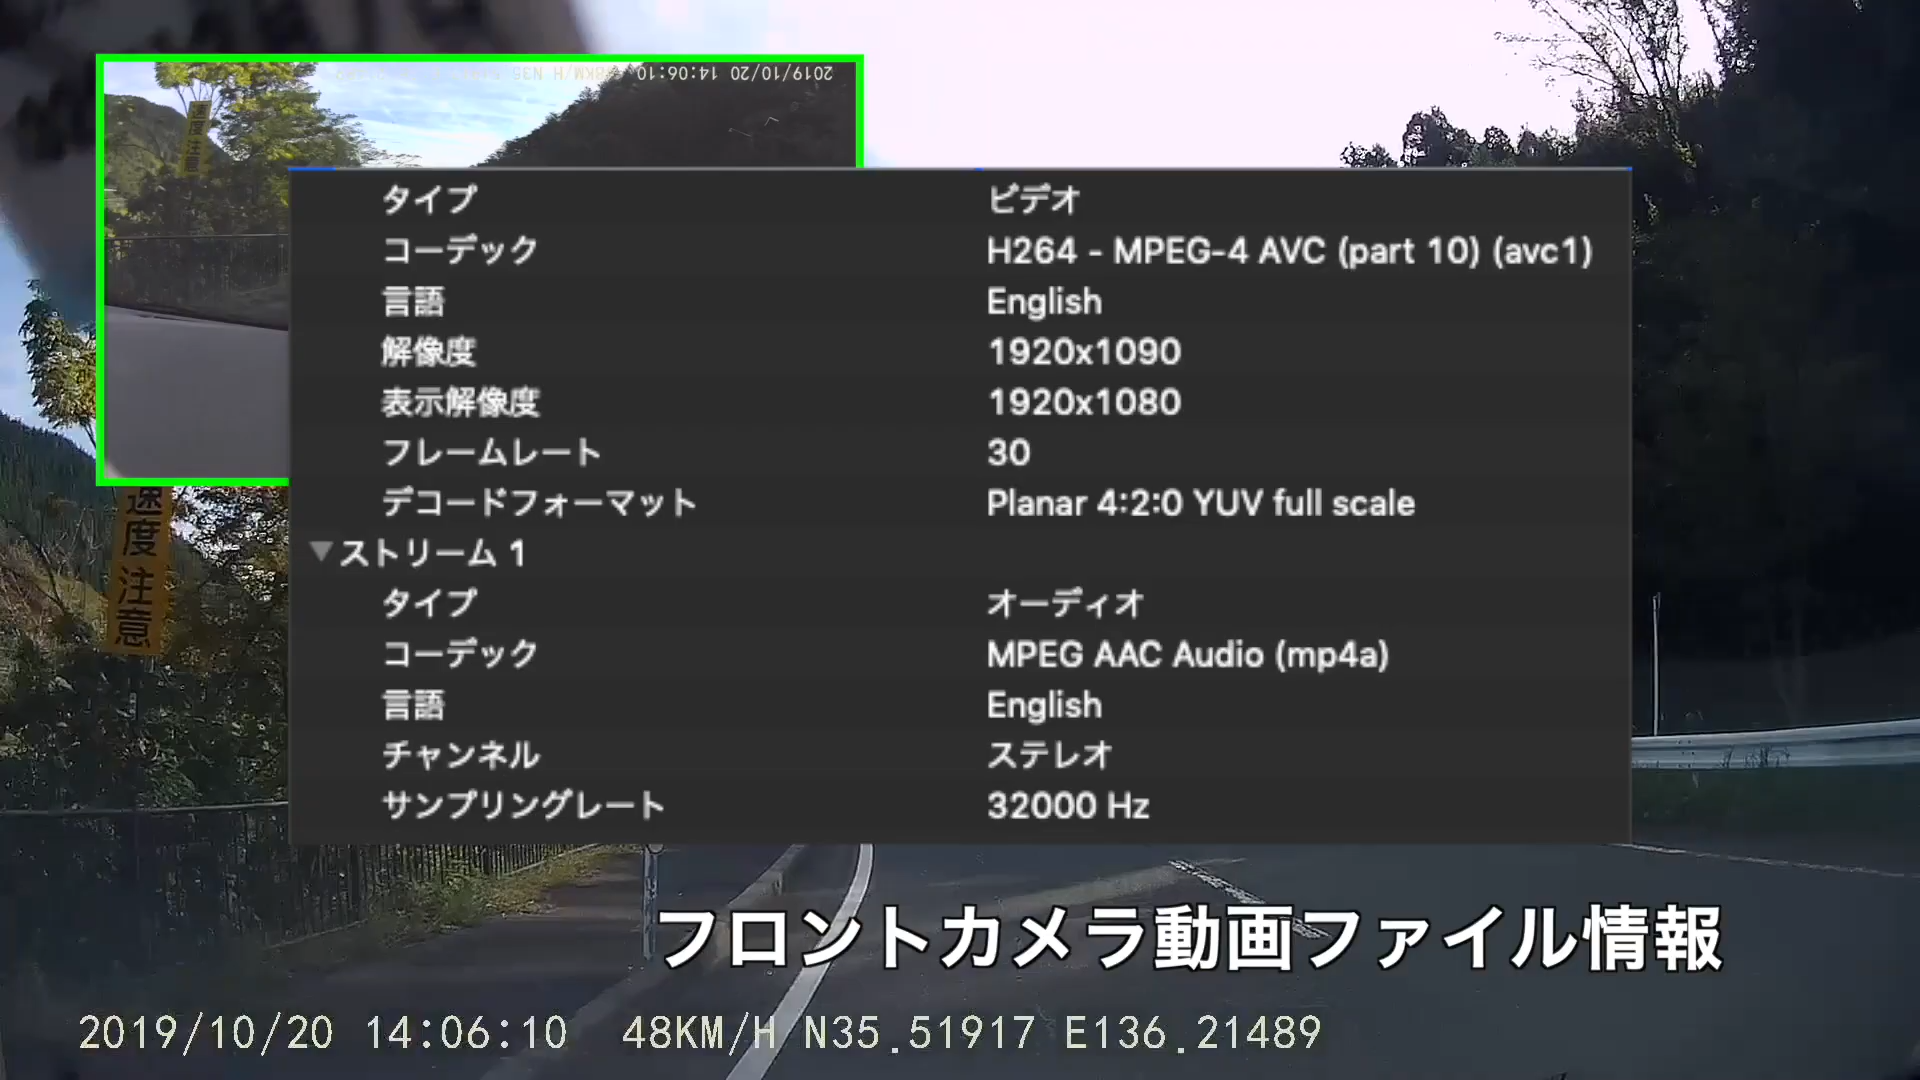 2019/10/20 14:06:10
速度注意
タイプ ビデオ
コーデック H264 - MPEG-4 AVC (part 10) (avc1)
言語 English
解像度 1920x1090
表示解像度 1920x1080
フレームレート 30
デコードフォーマット Planar 4:2:0 YUV full scale
ストリーム 1
タイプ オーディオ
コーデック MPEG AAC Audio (mp4a)
言語 English
チャンネル ステレオ
サンプリングレート 32000 Hz
速度注意
フロントカメラ動画ファイル情報
2019/10/20 14:06:10 48KM/H N35.51917 E136.21489